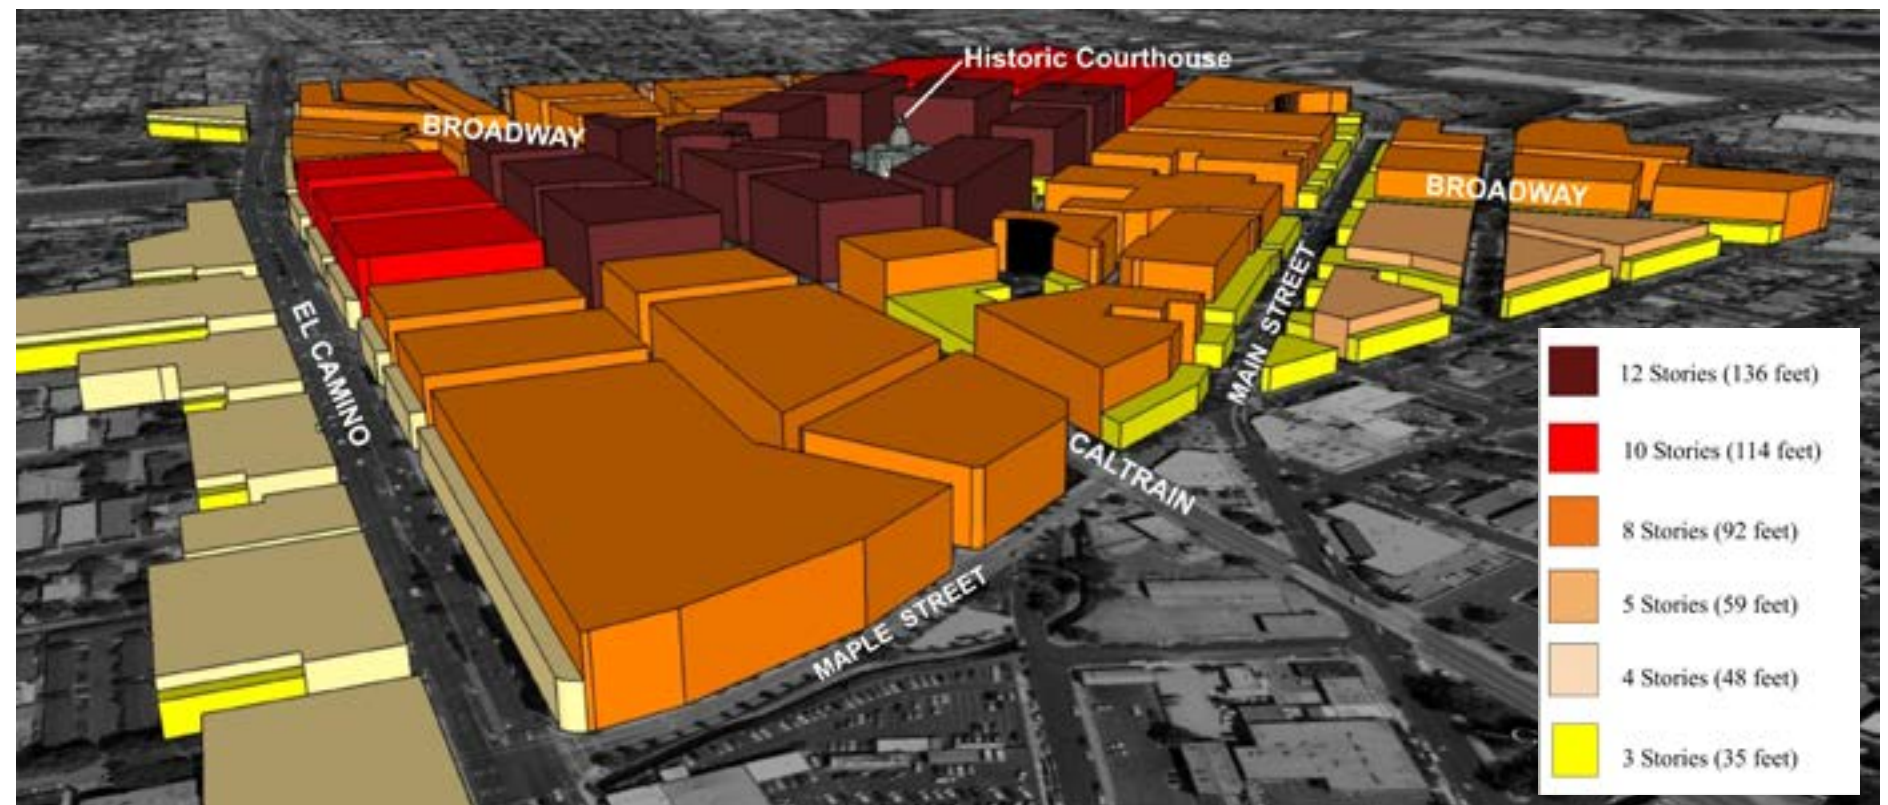 Historic Courthouse
BROADWAY
BROADWAY
EL CAMINO
MAIN STREET
CALTRAIN
MAPLE STREET
12 Stories (136 feet)
10 Stories (114 feet)
8 Stories (92 feet)
5 Stories (59 feet)
4 Stories (48 feet)
3 Stories (35 feet)